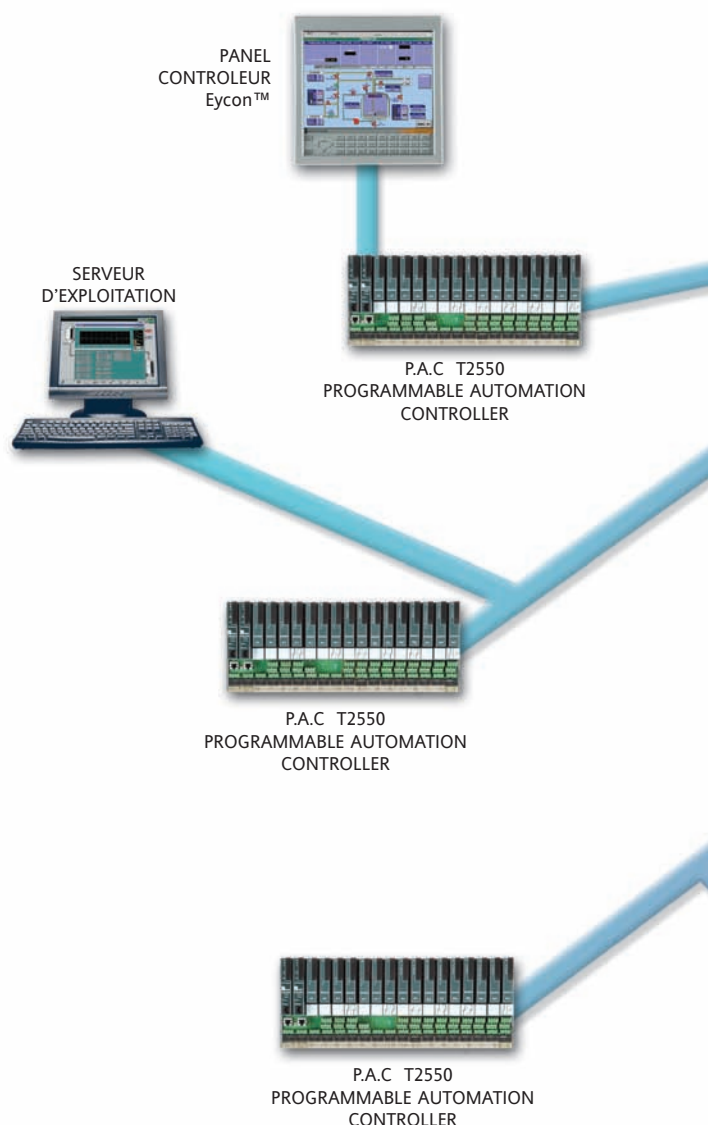 PANEL
CONTROLEUR
Eycon™
SERVEUR
D’EXPLOITATION
P.A.C T2550
PROGRAMMABLE AUTOMATION
CONTROLLER
P.A.C T2550
PROGRAMMABLE AUTOMATION
CONTROLLER
P.A.C T2550
PROGRAMMABLE AUTOMATION
CONTROLLER